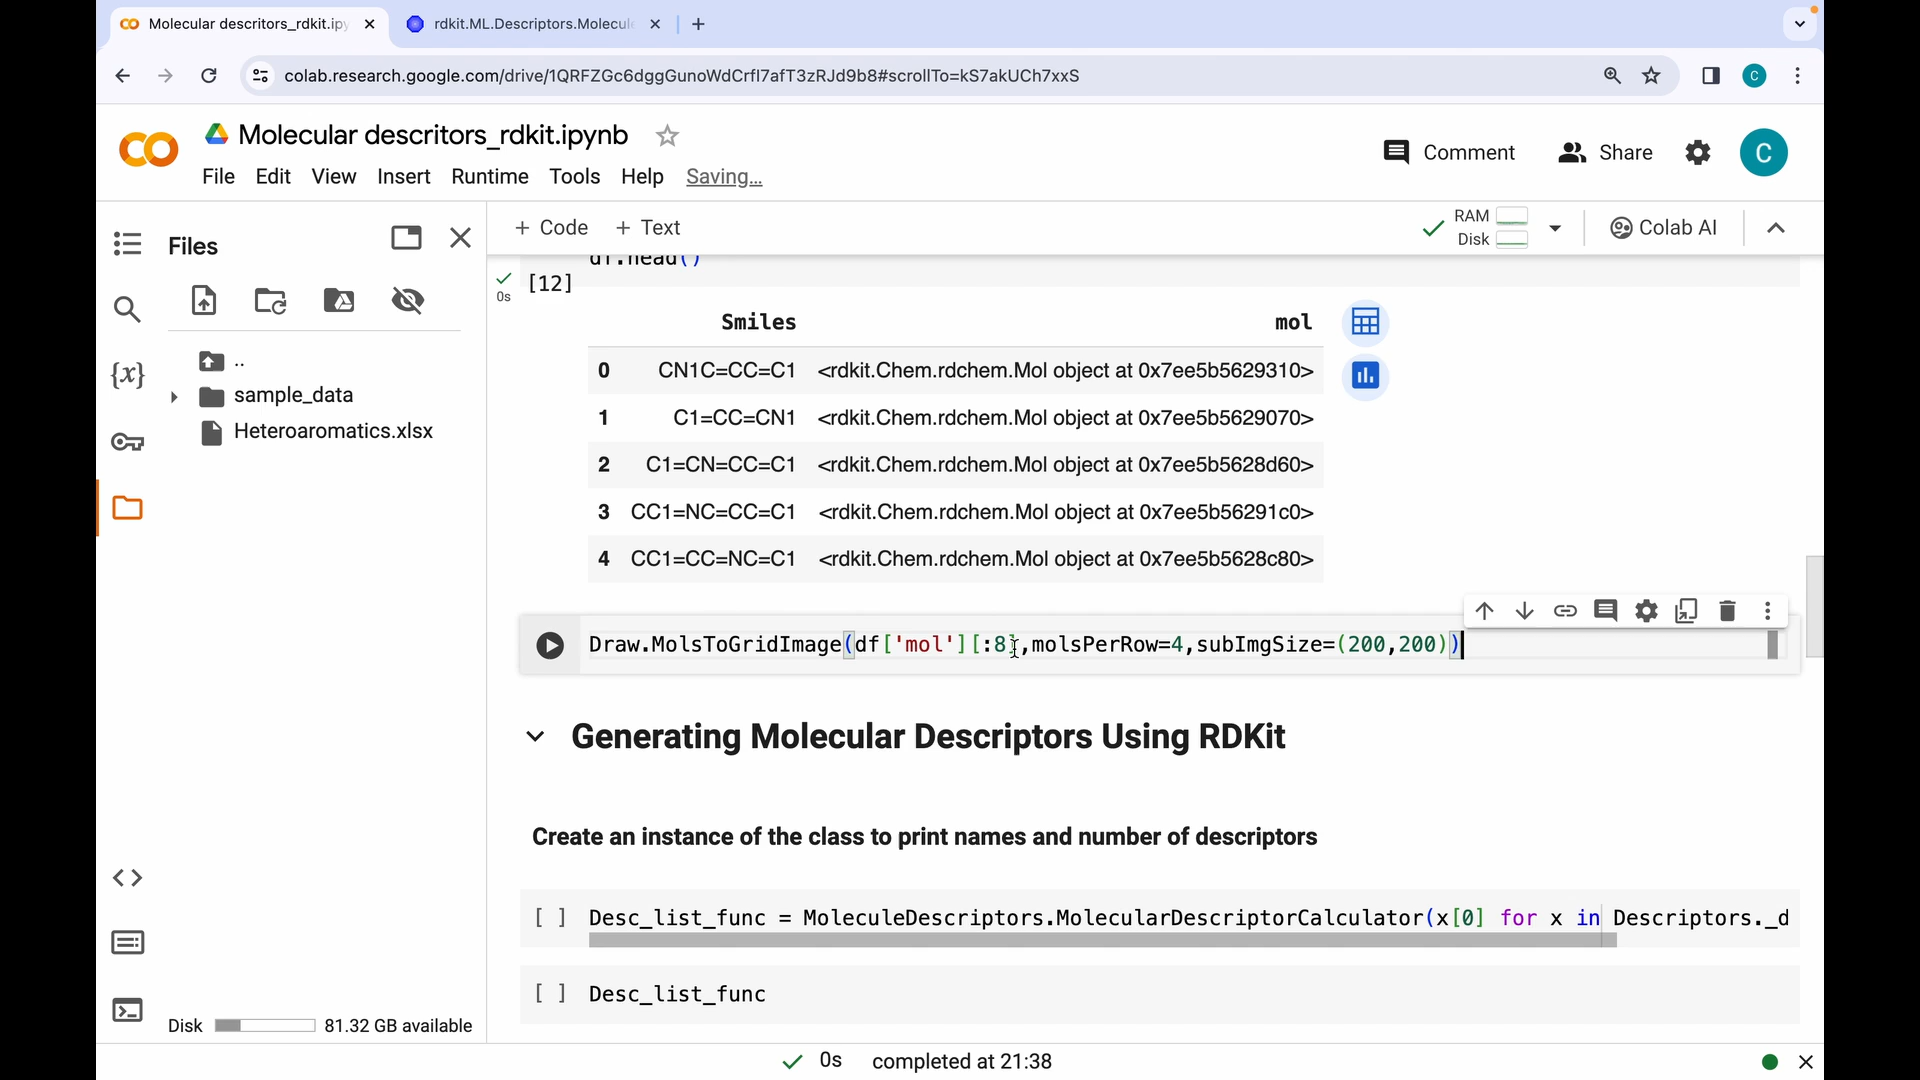 Molecular descritors_rdkit.ipy
rdkit.ML.Descriptors.Molecul
colab.research.google.com/drive/1QRFZGc6dggGunoWdCrfl7afT3zRJd9b8#scrollTo=kS7akUCh7xxS
C
Molecular descritors_rdkit.ipynb
File Edit View Insert Runtime Tools Help Saving...
Comment
Share
C
Files
+ Code + Text
RAM
Disk
Colab AI
..
sample_data
Heteroaromatics.xlsx
{x}
df.head()
[12]
0s
Smiles mol
0 CN1C=CC=C1 <rdkit.Chem.rdchem.Mol object at 0x7ee5b5629310>
1 C1=CC=CN1 <rdkit.Chem.rdchem.Mol object at 0x7ee5b5629070>
2 C1=CN=CC=C1 <rdkit.Chem.rdchem.Mol object at 0x7ee5b5628d60>
3 CC1=NC=CC=C1 <rdkit.Chem.rdchem.Mol object at 0x7ee5b56291c0>
4 CC1=CC=NC=C1 <rdkit.Chem.rdchem.Mol object at 0x7ee5b5628c80>
Draw.MolsToGridImage(df['mol'][:8],molsPerRow=4,subImgSize=(200,200))
Generating Molecular Descriptors Using RDKit
Create an instance of the class to print names and number of descriptors
[ ] Desc_list_func = MoleculeDescriptors.MolecularDescriptorCalculator(x[0] for x in Descriptors._d
[ ] Desc_list_func
Disk 81.32 GB available
0s completed at 21:38